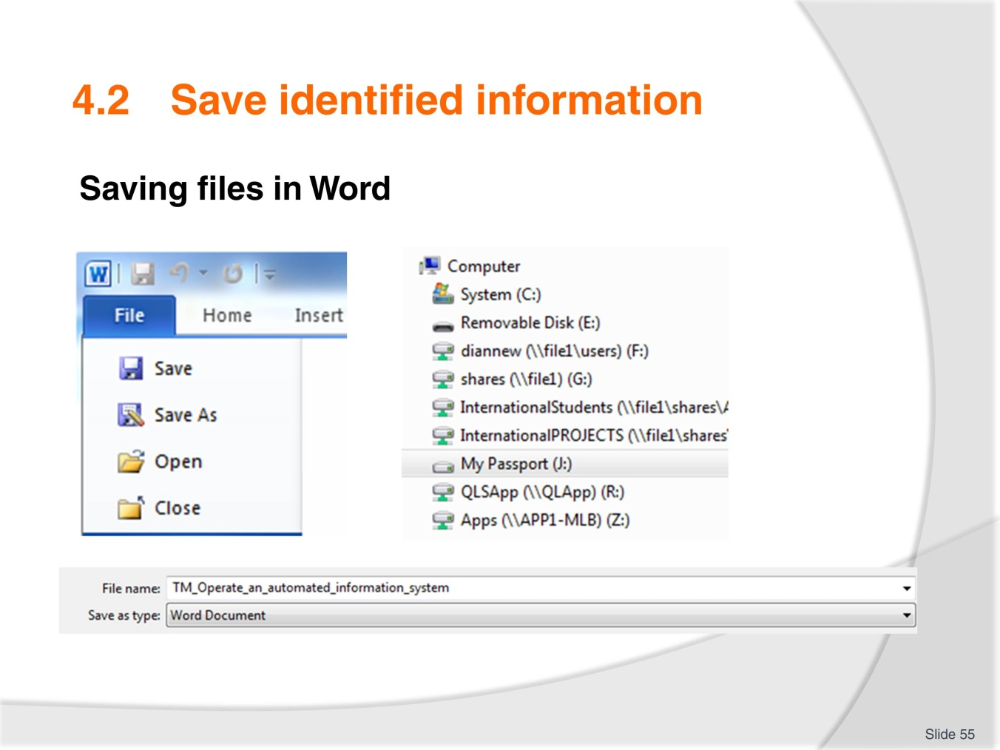 4.2 Save identified information
Saving files in Word
W
File Home Insert
Save
Save As
Open
Close
Computer
System (C:)
Removable Disk (E:)
diannew (\\file1\users) (F:)
shares (\\file1) (G:)
InternationalStudents (\\file1\shares\A
InternationalPROJECTS (\\file1\shares\
My Passport (J:)
QLSApp (\\QLApp) (R:)
Apps (\\APP1-MLB) (Z:)
File name: TM_Operate_an_automated_information_system
Save as type: Word Document
Slide 55